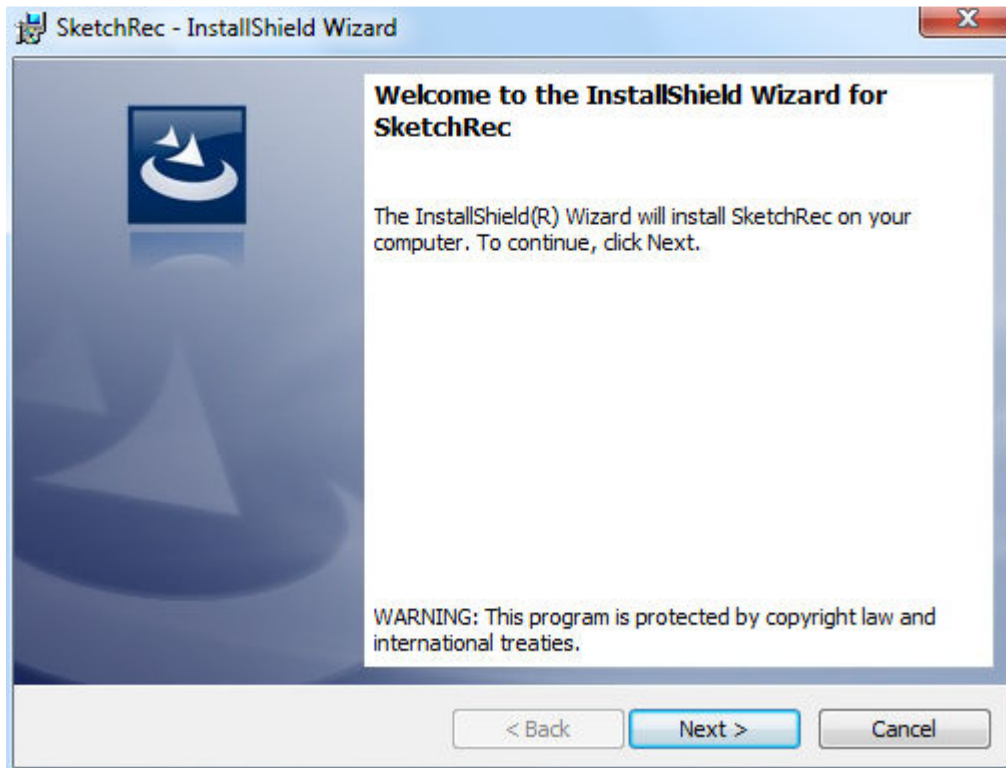 SketchRec - InstallShield Wizard
Welcome to the InstallShield Wizard for
SketchRec
The InstallShield(R) Wizard will install SketchRec on your
computer. To continue, click Next.
WARNING: This program is protected by copyright law and
international treaties.
< Back Next > Cancel